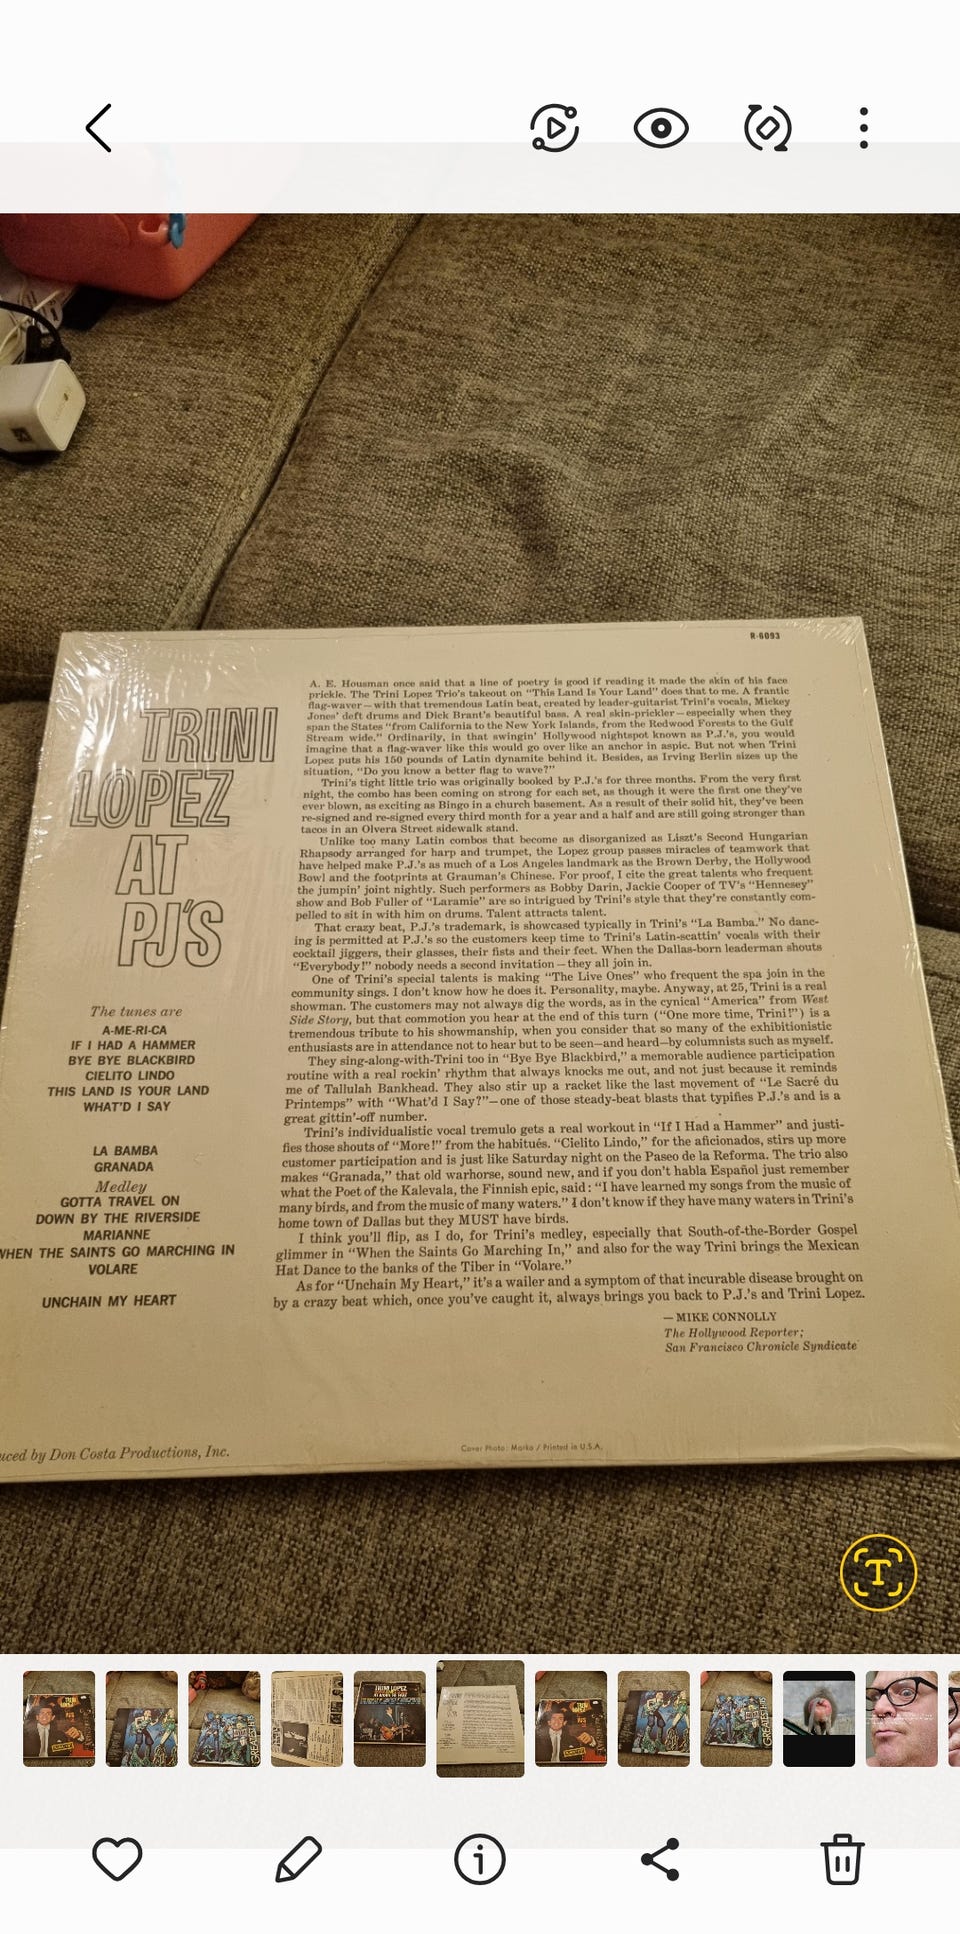 R-6093
TRINI
LOPEZ
AT
PJ'S
The tunes are
A-ME-RI-CA
IF I HAD A HAMMER
BYE BYE BLACKBIRD
CIELITO LINDO
THIS LAND IS YOUR LAND
WHAT'D I SAY
LA BAMBA
GRANADA
Medley
GOTTA TRAVEL ON
DOWN BY THE RIVERSIDE
MARIANNE
WHEN THE SAINTS GO MARCHING IN
VOLARE
UNCHAIN MY HEART
A. E. Housman once said that a line of poetry is good if reading it made the skin of his face
prickle. The Trini Lopez Trio's takeout on “This Land Is Your Land” does that to me. A frantic
flag-waver—with that tremendous Latin beat, created by leader-guitarist Trini's vocals, Mickey
Jones' deft drums and Dick Brant's beautiful bass. A real skin-prickler—especially when they
span the States “from California to the New York Islands, from the Redwood Forests to the Gulf
Stream wide.” Ordinarily, in that swingin' Hollywood nightspot known as P.J.'s, you would
imagine that a flag-waver like this would go over like an anchor in aspic. But not when Trini
Lopez puts his 150 pounds of Latin dynamite behind it. Besides, as Irving Berlin sizes up the
situation, “Do you know a better flag to wave?”
Trini's tight little trio was originally booked by P.J.'s for three months. From the very first
night, the combo has been coming on strong for each set, as though it were the first one they've
ever blown, as exciting as Bingo in a church basement. As a result of their solid hit, they've been
re-signed and re-signed every third month for a year and a half and are still going stronger than
tacos in an Olvera Street sidewalk stand.
Unlike too many Latin combos that become as disorganized as Liszt's Second Hungarian
Rhapsody arranged for harp and trumpet, the Lopez group passes miracles of teamwork that
have helped make P.J.'s as much of a Los Angeles landmark as the Brown Derby, the Hollywood
Bowl and the footprints at Grauman's Chinese. For proof, I cite the great talents who frequent
the jumpin' joint nightly. Such performers as Bobby Darin, Jackie Cooper of TV's “Hennesey”
show and Bob Fuller of “Laramie” are so intrigued by Trini's style that they're constantly com-
pelled to sit in with him on drums. Talent attracts talent.
That crazy beat, P.J.'s trademark, is showcased typically in Trini's “La Bamba.” No danc-
ing is permitted at P.J.'s so the customers keep time to Trini's Latin-scattin' vocals with their
cocktail jiggers, their glasses, their fists and their feet. When the Dallas-born leaderman shouts
“Everybody!” nobody needs a second invitation—they all join in.
One of Trini's special talents is making “The Live Ones” who frequent the spa join in the
community sings. I don't know how he does it. Personality, maybe. Anyway, at 25, Trini is a real
showman. The customers may not always dig the words, as in the cynical “America” from West
Side Story, but that commotion you hear at the end of this turn (“One more time, Trini!”) is a
tremendous tribute to his showmanship, when you consider that so many of the exhibitionistic
enthusiasts are in attendance not to hear but to be seen—and heard—by columnists such as myself.
They sing-along-with-Trini too in “Bye Bye Blackbird,” a memorable audience participation
routine with a real rockin' rhythm that always knocks me out, and not just because it reminds
me of Tallulah Bankhead. They also stir up a racket like the last movement of “Le Sacré du
Printemps” with “What'd I Say?”—one of those steady-beat blasts that typifies P.J.'s and is a
great gittin'-off number.
Trini's individualistic vocal tremulo gets a real workout in “If I Had a Hammer” and justi-
fies those shouts of “More!” from the habitués. “Cielito Lindo,” for the aficionados, stirs up more
customer participation and is just like Saturday night on the Paseo de la Reforma. The trio also
makes “Granada,” that old warhorse, sound new, and if you don't habla Español just remember
what the Poet of the Kalevala, the Finnish epic, said: “I have learned my songs from the music of
many birds, and from the music of many waters.” I don't know if they have many waters in Trini's
home town of Dallas but they MUST have birds.
I think you'll flip, as I do, for Trini's medley, especially that South-of-the-Border Gospel
glimmer in “When the Saints Go Marching In,” and also for the way Trini brings the Mexican
Hat Dance to the banks of the Tiber in “Volare.”
As for “Unchain My Heart,” it's a wailer and a symptom of that incurable disease brought on
by a crazy beat which, once you've caught it, always brings you back to P.J.'s and Trini Lopez.
— MIKE CONNOLLY
The Hollywood Reporter;
San Francisco Chronicle Syndicate
uced by Don Costa Productions, Inc.
Cover Photo: Marko / Printed in U.S.A.
T